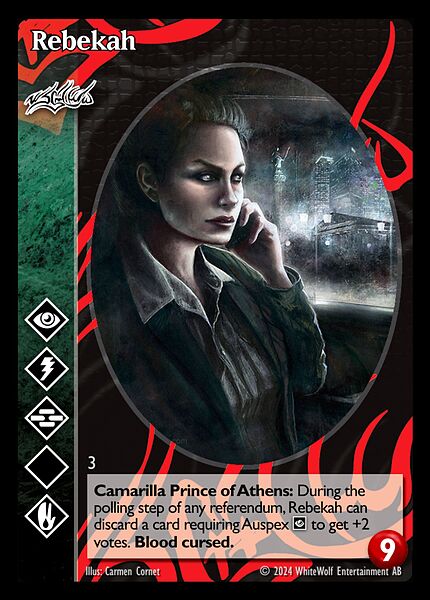 Rebekah
3
Camarilla Prince of Athens: During the
polling step of any referendum, Rebekah can
discard a card requiring Auspex to get +2
votes. Blood cursed.
9
Illus: Carmen Cornet
© 2024 WhiteWolf Entertainment AB